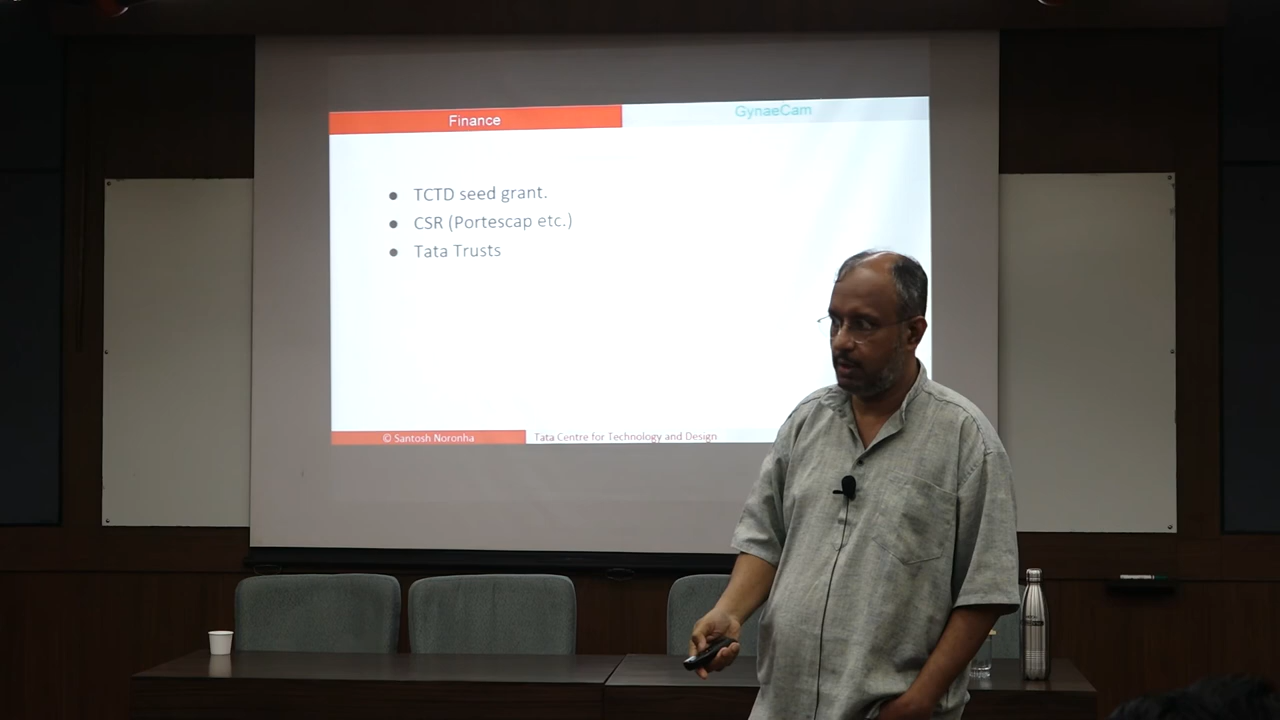 Finance
GynaeCam
● TCTD seed grant.
● CSR (Portescap etc.)
● Tata Trusts
© Santosh Noronha
Tata Centre for Technology and Design